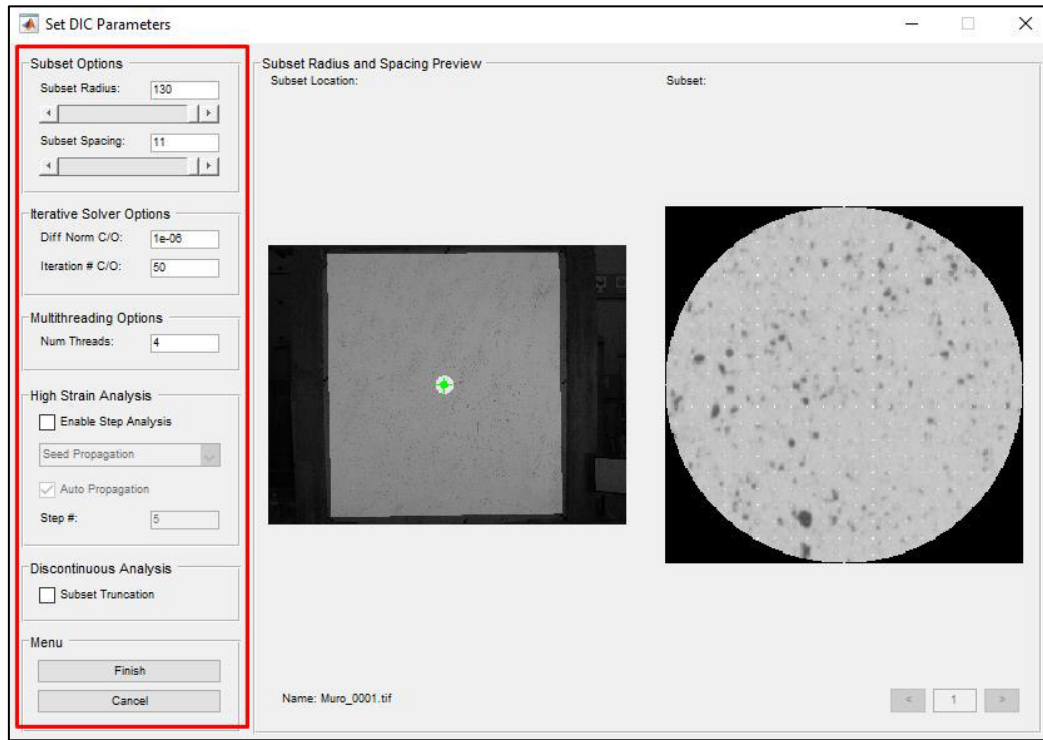 Set DIC Parameters
Subset Options
Subset Radius: 130
Subset Spacing: 11
Iterative Solver Options
Diff Norm C/O: 1e-06
Iteration # C/O: 50
Multithreading Options
Num Threads: 4
High Strain Analysis
Enable Step Analysis
Seed Propagation
Auto Propagation
Step #: 5
Discontinuous Analysis
Subset Truncation
Menu
Finish
Cancel
Subset Radius and Spacing Preview
Subset Location:
Subset:
Name: Muro_0001.tif
< 1 >